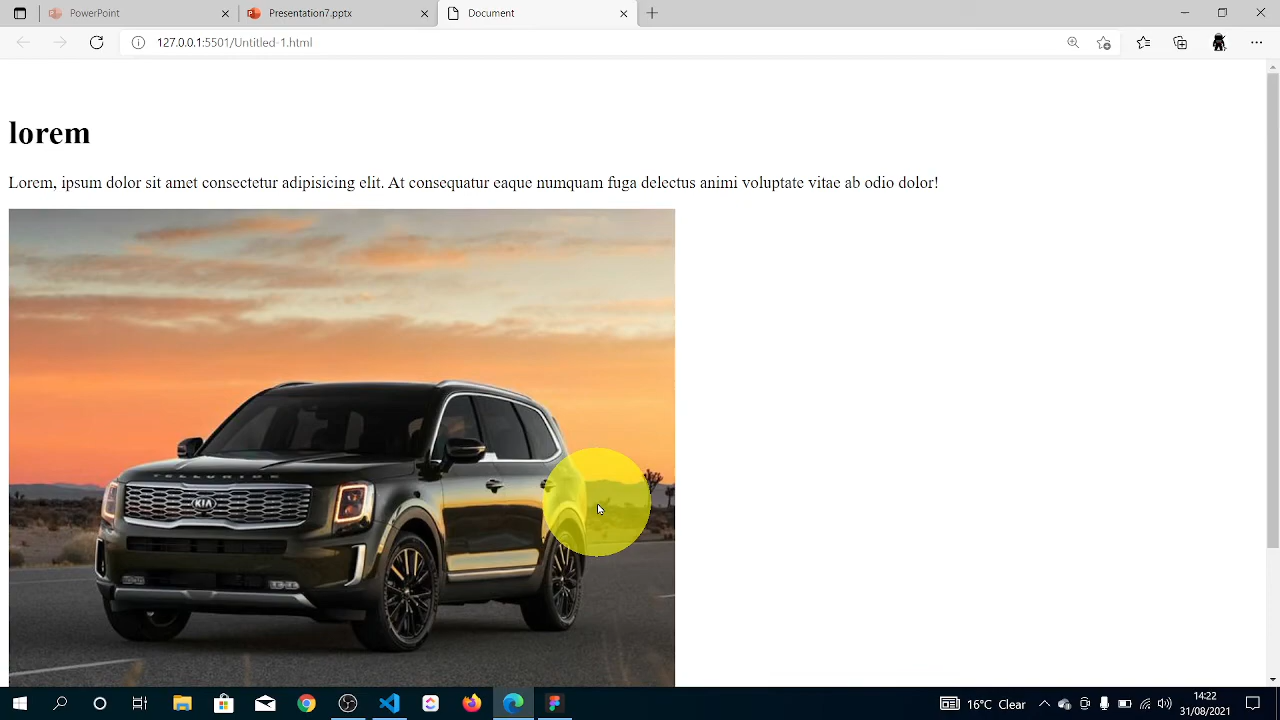 PowerPoint
Presentation7.pptx
Document
127.0.0.1:5501/Untitled-1.html
lorem
Lorem, ipsum dolor sit amet consectetur adipisicing elit. At consequatur eaque numquam fuga delectus animi voluptate vitae ab odio dolor!
TELLURIDE
KIA
16°C Clear
14:22
31/08/2021